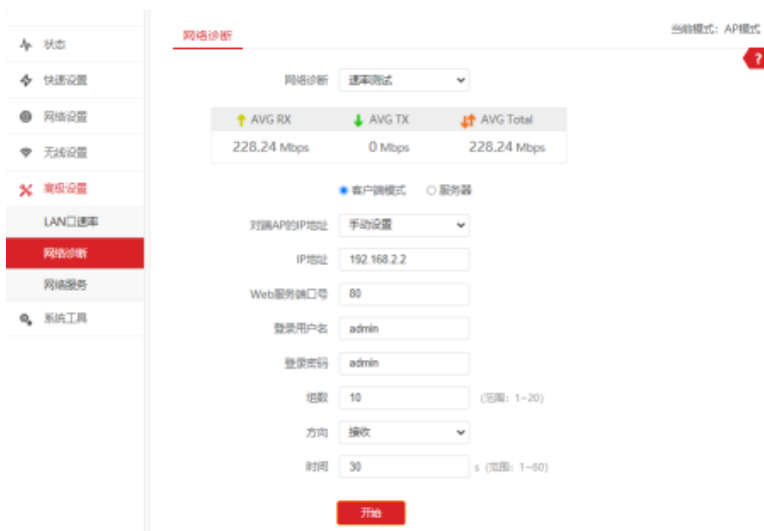 当前模式：AP模式
网络诊断
?
状态
快速设置
网络设置
无线设置
高级设置
LAN口速率
网络诊断
网络服务
系统工具
网络诊断 速率测试
AVG RX AVG TX AVG Total
228.24 Mbps 0 Mbps 228.24 Mbps
客户端模式 服务器
对端AP的IP地址 手动设置
IP地址 192.168.2.2
Web服务端口号 80
登录用户名 admin
登录密码 admin
组数 10 (范围：1~20)
方向 接收
时间 30 s (范围：1~60)
开始